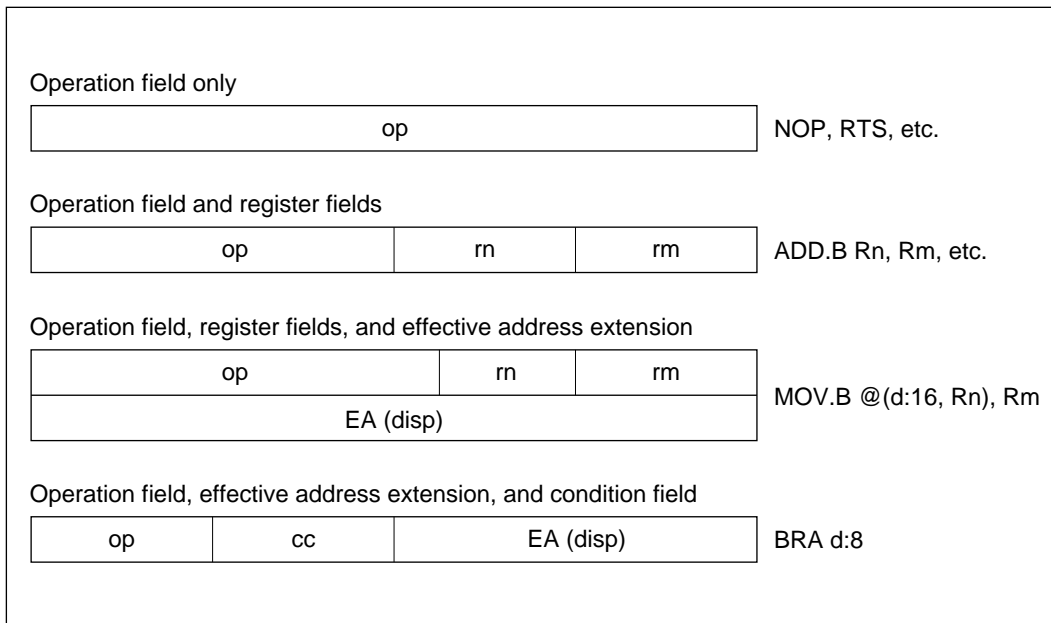 Operation field only
op NOP, RTS, etc.
Operation field and register fields
op rn rm ADD.B Rn, Rm, etc.
Operation field, register fields, and effective address extension
op rn rm
MOV.B @(d:16, Rn), Rm
EA (disp)
Operation field, effective address extension, and condition field
op cc EA (disp) BRA d:8